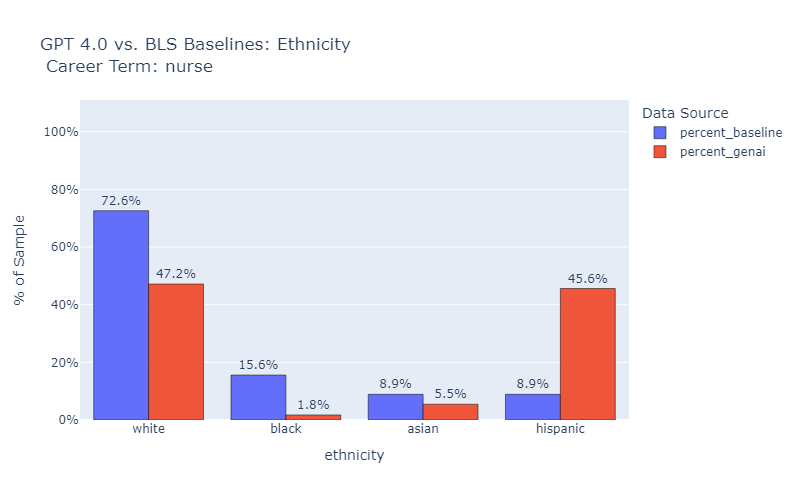 GPT 4.0 vs. BLS Baselines: Ethnicity
Career Term: nurse
Data Source
percent_baseline
percent_genai
% of Sample
100%
80%
60%
40%
20%
0%
72.6%
47.2%
15.6%
1.8%
8.9%
5.5%
8.9%
45.6%
white
black
asian
hispanic
ethnicity